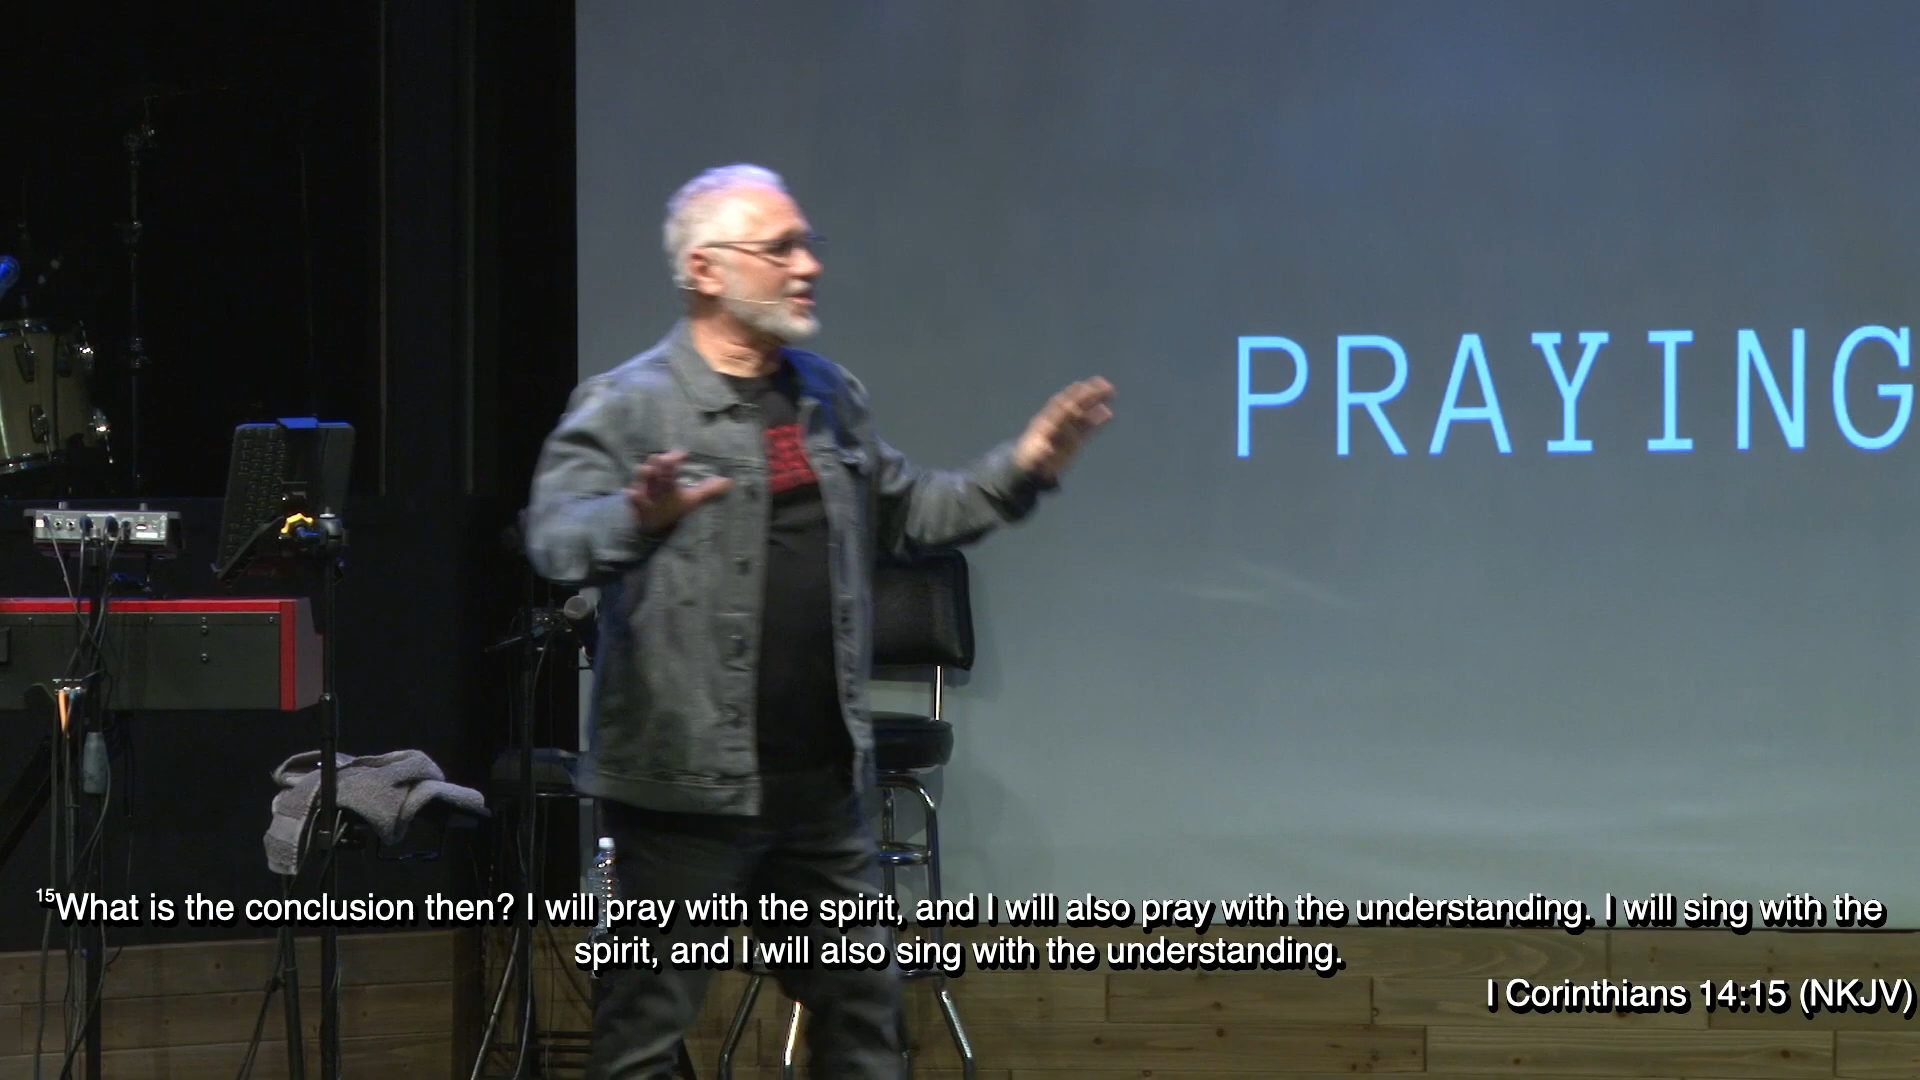 PRAYING
15What is the conclusion then? I will pray with the spirit, and I will also pray with the understanding. I will sing with the
spirit, and I will also sing with the understanding.
I Corinthians 14:15 (NKJV)